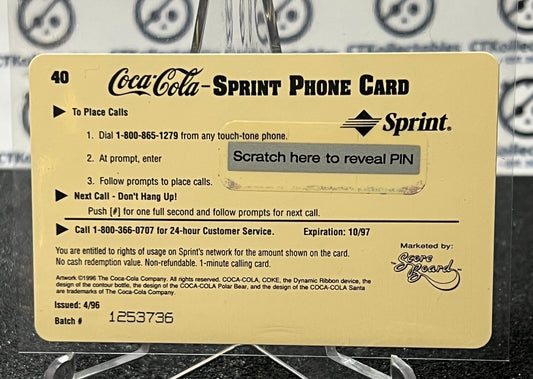 40
Coca-Cola - SPRINT PHONE CARD
▶ To Place Calls
1. Dial 1-800-865-1279 from any touch-tone phone.
Sprint®
2. At prompt, enter
Scratch here to reveal PIN
3. Follow prompts to place calls.
▶ Next Call - Don't Hang Up!
Push [#] for one full second and follow prompts for next call.
▶ Call 1-800-366-0707 for 24-hour Customer Service. Expiration: 10/97
You are entitled to rights of usage on Sprint's network for the amount shown on the card.
No cash redemption value. Non-refundable. 1-minute calling card.
Marketed by:
Score Board
Artwork ©1996 The Coca-Cola Company. All rights reserved. COCA-COLA, COKE, the Dynamic Ribbon device, the
design of the contour bottle, the design of the COCA-COLA Polar Bear, and the design of the COCA-COLA Santa
are trademarks of The Coca-Cola Company.
Issued: 4/96
Batch # 1253736